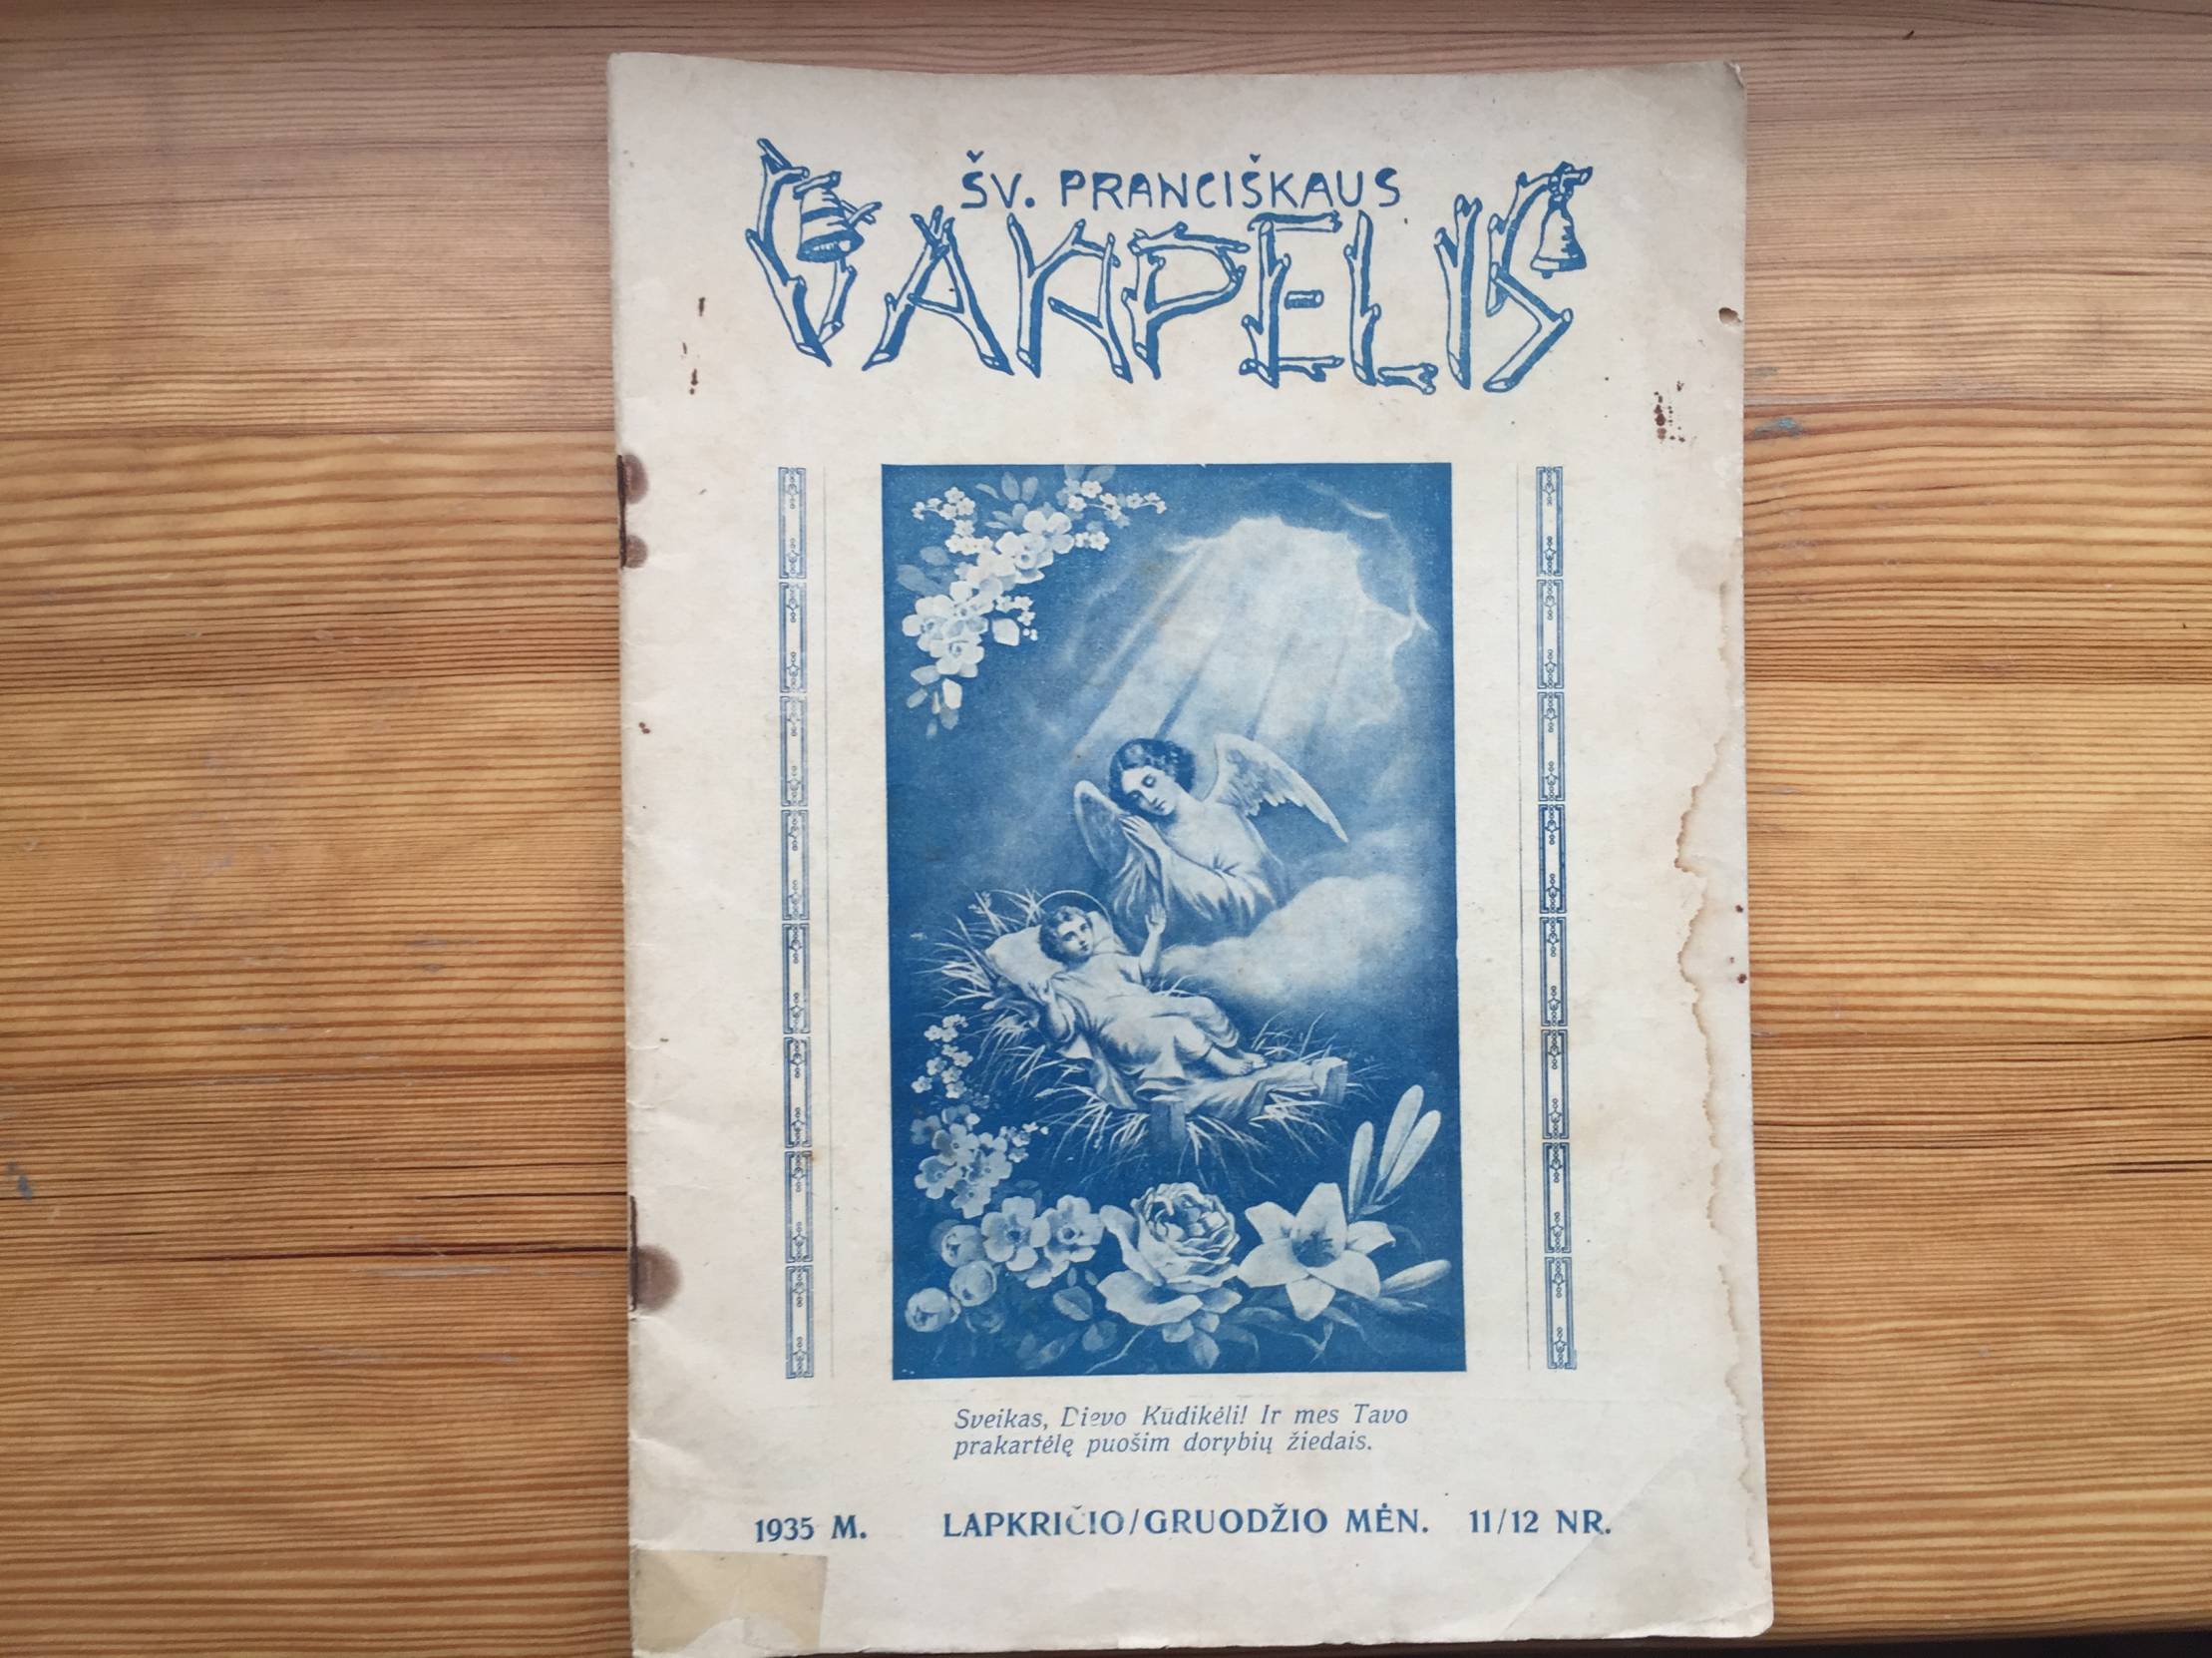 ŠV. PRANCIŠKAUS
VARPELIS
Sveikas, Dievo Kūdikėli! Ir mes Tavo
prakartėlę puošim dorybių žiedais.
1935 M. LAPKRIČIO/GRUODŽIO MĖN. 11/12 NR.